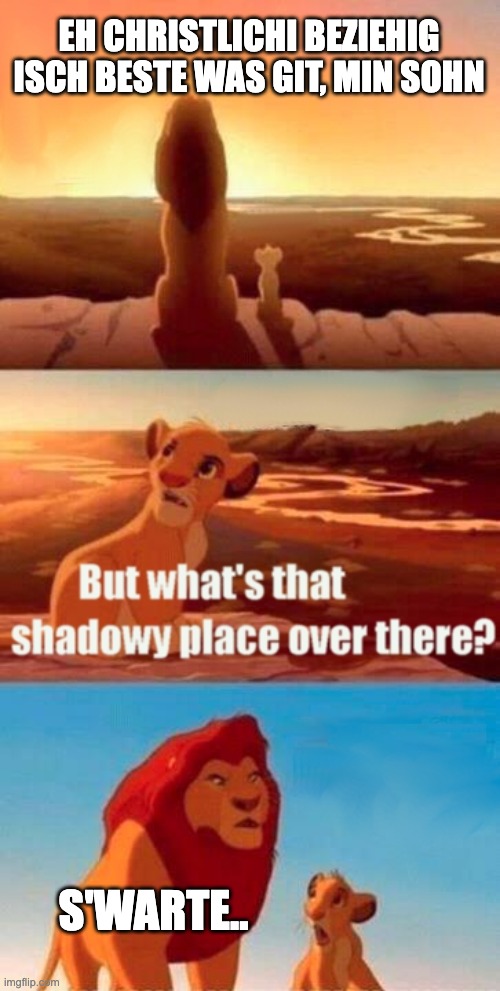 EH CHRISTLICHI BEZIEHIG
ISCH BESTE WAS GIT, MIN SOHN
But what's that
shadowy place over there?
S'WARTE..
imgflip.com